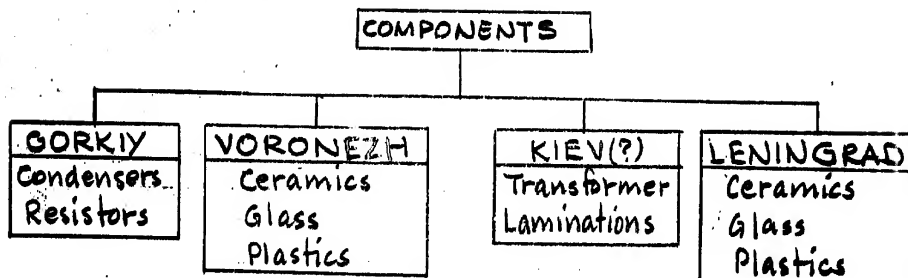 COMPONENTS
GORKIY
Condensers
Resistors
VORONEZH
Ceramics
Glass
Plastics
KIEV(?)
Transformer
Laminations
LENINGRAD
Ceramics
Glass
Plastics